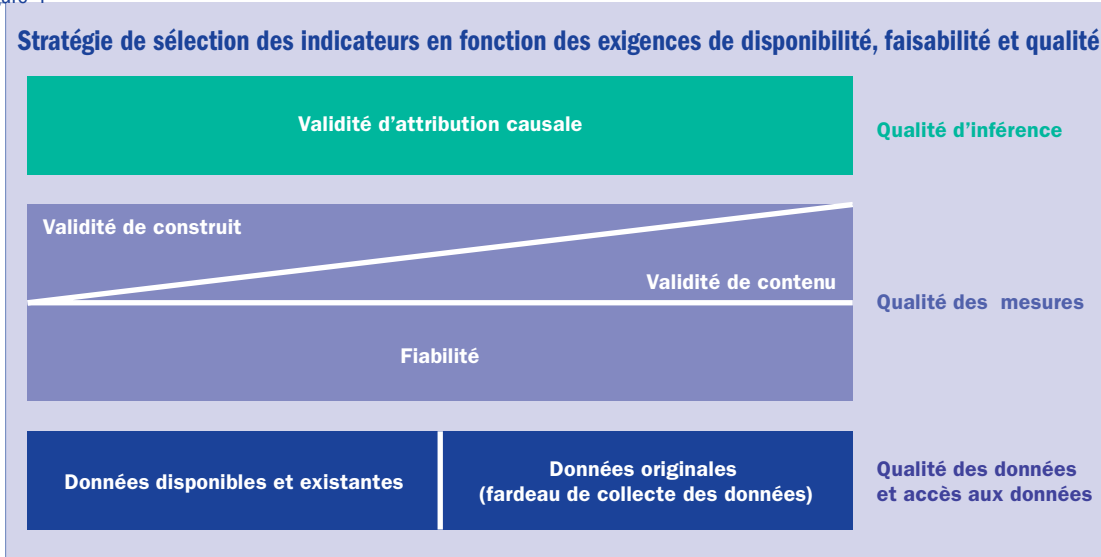 Stratégie de sélection des indicateurs en fonction des exigences de disponibilité, faisabilité et qualité
Validité d’attribution causale
Qualité d’inférence
Validité de construit
Validité de contenu
Qualité des mesures
Fiabilité
Données disponibles et existantes
Données originales
(fardeau de collecte des données)
Qualité des données
et accès aux données